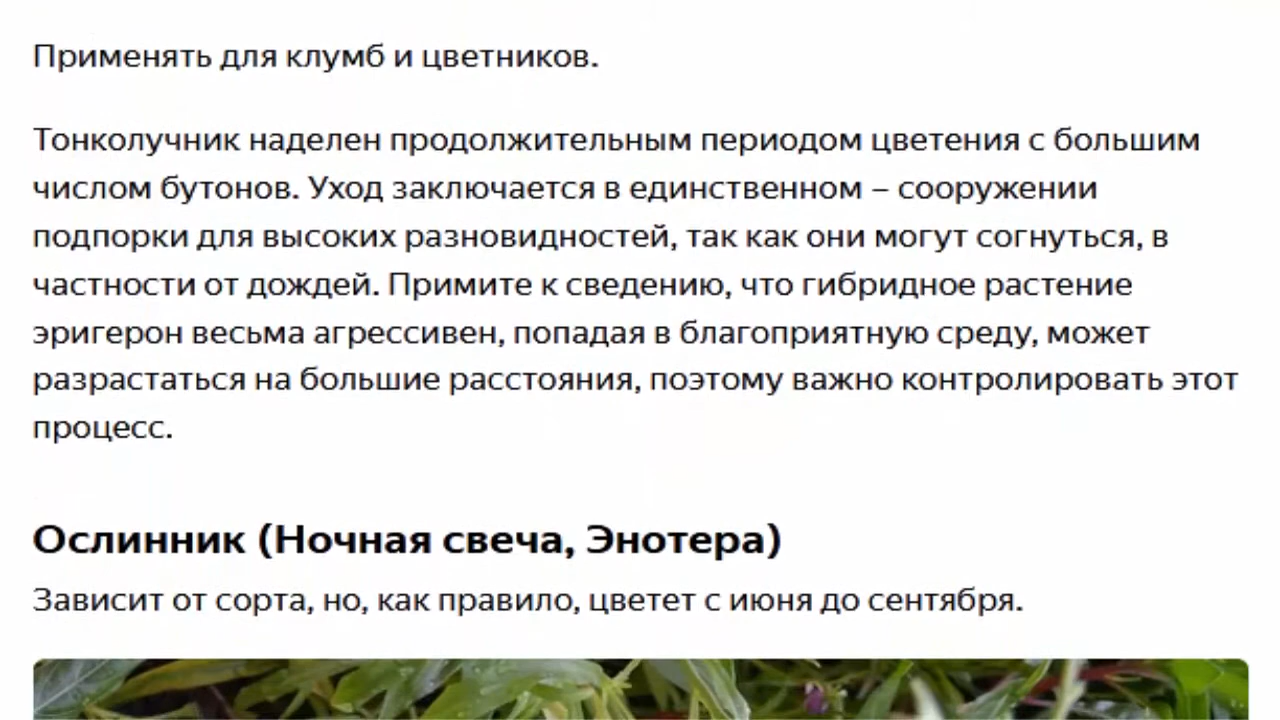 Применять для клумб и цветников.
Тонколучник наделен продолжительным периодом цветения с большим
числом бутонов. Уход заключается в единственном – сооружении
подпорки для высоких разновидностей, так как они могут согнуться, в
частности от дождей. Примите к сведению, что гибридное растение
эригерон весьма агрессивен, попадая в благоприятную среду, может
разрастаться на большие расстояния, поэтому важно контролировать этот
процесс.
Ослинник (Ночная свеча, Энотера)
Зависит от сорта, но, как правило, цветет с июня до сентября.